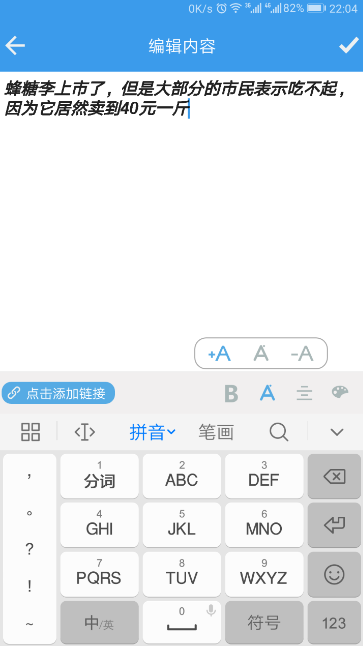 0K/s 82% 22:04
编辑内容
蜂糖李上市了，但是大部分的市民表示吃不起，
因为它居然卖到40元一斤
+A A -A
点击添加链接 B A
拼音 笔画
， 1 2 3
分词 ABC DEF
。 4 5 6
GHI JKL MNO
？ 7 8 9
！ PQRS TUV WXYZ
~ 中/英 0 符号 123